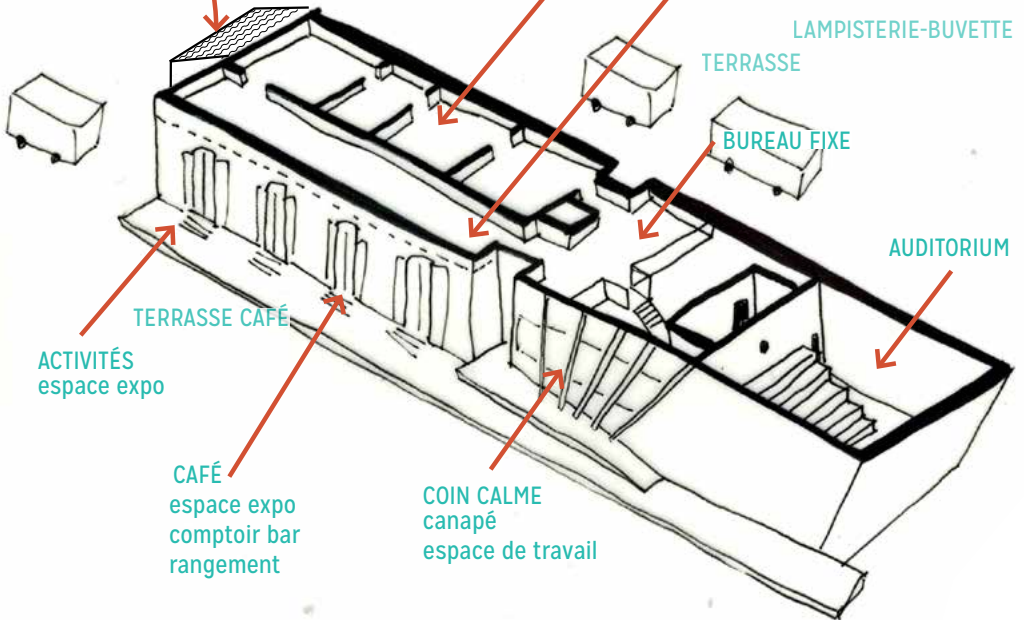 LAMPISTERIE-BUVETTE
TERRASSE
BUREAU FIXE
AUDITORIUM
TERRASSE CAFÉ
ACTIVITÉS
espace expo
CAFÉ
espace expo
comptoir bar
rangement
COIN CALME
canapé
espace de travail